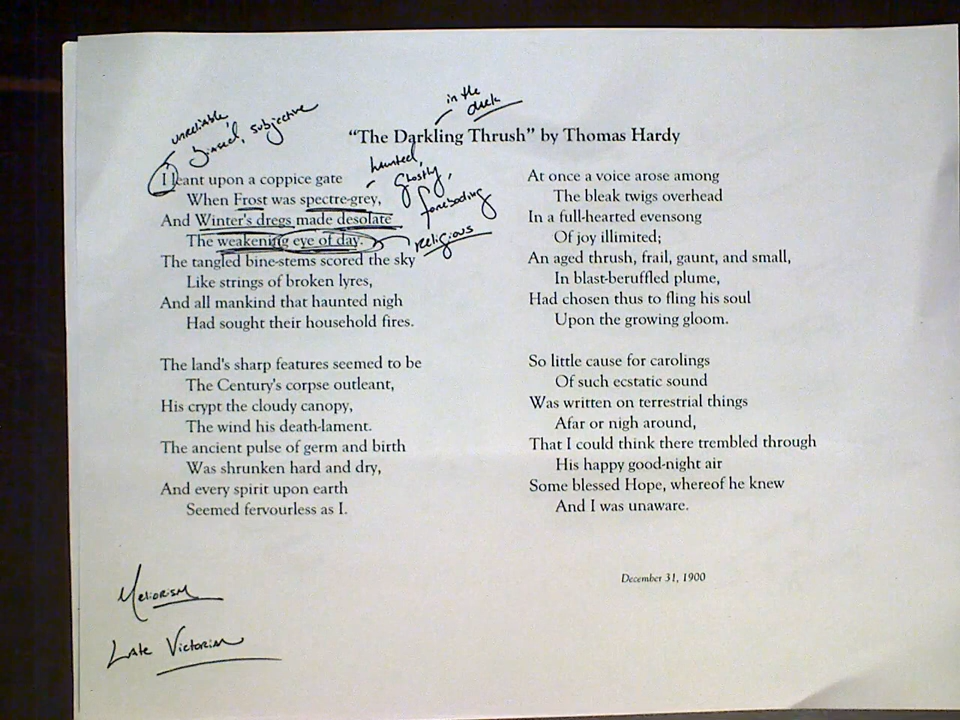 in the
dark
unreliable,
biased, subjective
"The Darkling Thrush" by Thomas Hardy
haunted,
ghostly,
foreboding
religious
I leant upon a coppice gate
When Frost was spectre-grey,
And Winter's dregs made desolate
The weakening eye of day.
The tangled bine-stems scored the sky
Like strings of broken lyres,
And all mankind that haunted nigh
Had sought their household fires.
The land's sharp features seemed to be
The Century's corpse outleant,
His crypt the cloudy canopy,
The wind his death-lament.
The ancient pulse of germ and birth
Was shrunken hard and dry,
And every spirit upon earth
Seemed fervourless as I.
At once a voice arose among
The bleak twigs overhead
In a full-hearted evensong
Of joy illimited;
An aged thrush, frail, gaunt, and small,
In blast-beruffled plume,
Had chosen thus to fling his soul
Upon the growing gloom.
So little cause for carolings
Of such ecstatic sound
Was written on terrestrial things
Afar or nigh around,
That I could think there trembled through
His happy good-night air
Some blessed Hope, whereof he knew
And I was unaware.
December 31, 1900
Meliorism
Late Victorian